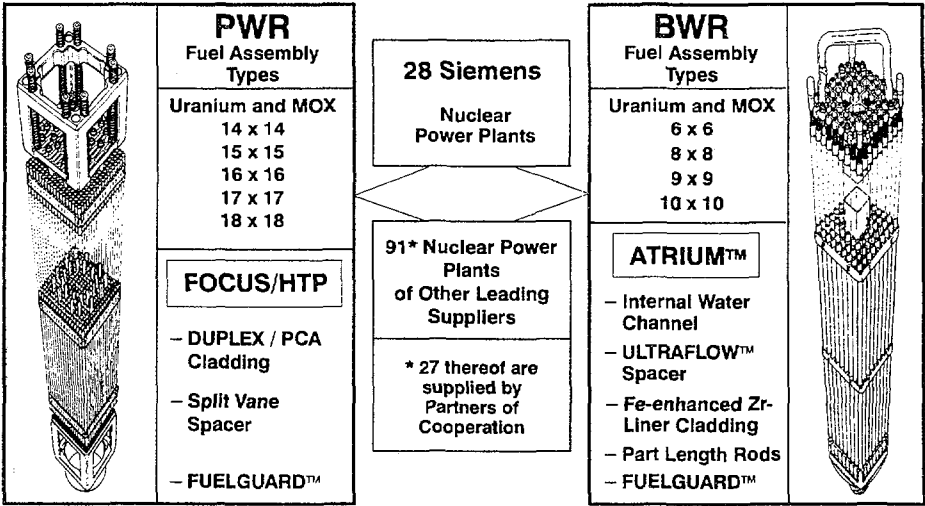 PWR
Fuel Assembly
Types
Uranium and MOX
14 x 14
15 x 15
16 x 16
17 x 17
18 x 18
FOCUS/HTP
– DUPLEX / PCA
Cladding
– Split Vane
Spacer
– FUELGUARD™
28 Siemens
Nuclear
Power Plants
91* Nuclear Power
Plants
of Other Leading
Suppliers
* 27 thereof are
supplied by
Partners of
Cooperation
BWR
Fuel Assembly
Types
Uranium and MOX
6 x 6
8 x 8
9 x 9
10 x 10
ATRIUM™
– Internal Water
Channel
– ULTRAFLOW™
Spacer
– Fe-enhanced Zr-
Liner Cladding
– Part Length Rods
– FUELGUARD™